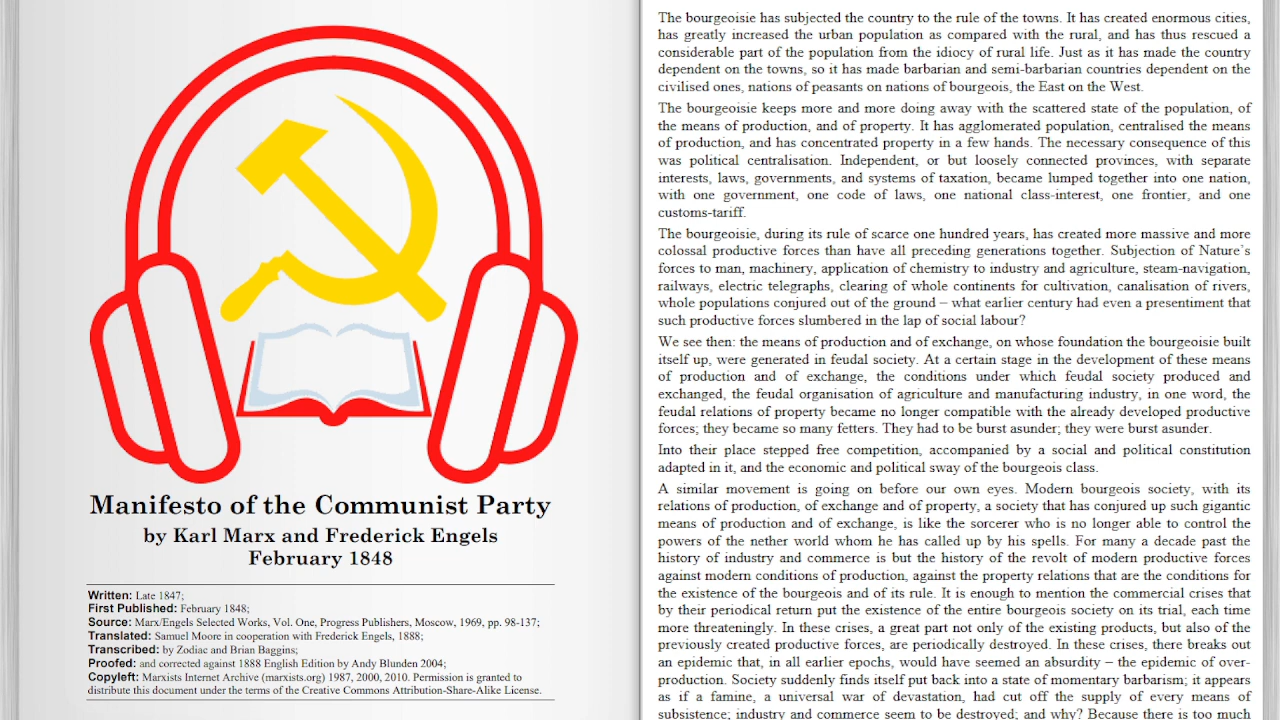 Manifesto of the Communist Party
by Karl Marx and Frederick Engels
February 1848
Written: Late 1847;
First Published: February 1848;
Source: Marx/Engels Selected Works, Vol. One, Progress Publishers, Moscow, 1969, pp. 98-137;
Translated: Samuel Moore in cooperation with Frederick Engels, 1888;
Transcribed: by Zodiac and Brian Baggins;
Proofed: and corrected against 1888 English Edition by Andy Blunden 2004;
Copyleft: Marxists Internet Archive (marxists.org) 1987, 2000, 2010. Permission is granted to
distribute this document under the terms of the Creative Commons Attribution-Share-Alike License.
The bourgeoisie has subjected the country to the rule of the towns. It has created enormous cities,
has greatly increased the urban population as compared with the rural, and has thus rescued a
considerable part of the population from the idiocy of rural life. Just as it has made the country
dependent on the towns, so it has made barbarian and semi-barbarian countries dependent on the
civilised ones, nations of peasants on nations of bourgeois, the East on the West.
The bourgeoisie keeps more and more doing away with the scattered state of the population, of
the means of production, and of property. It has agglomerated population, centralised the means
of production, and has concentrated property in a few hands. The necessary consequence of this
was political centralisation. Independent, or but loosely connected provinces, with separate
interests, laws, governments, and systems of taxation, became lumped together into one nation,
with one government, one code of laws, one national class-interest, one frontier, and one
customs-tariff.
The bourgeoisie, during its rule of scarce one hundred years, has created more massive and more
colossal productive forces than have all preceding generations together. Subjection of Nature's
forces to man, machinery, application of chemistry to industry and agriculture, steam-navigation,
railways, electric telegraphs, clearing of whole continents for cultivation, canalisation of rivers,
whole populations conjured out of the ground – what earlier century had even a presentiment that
such productive forces slumbered in the lap of social labour?
We see then: the means of production and of exchange, on whose foundation the bourgeoisie built
itself up, were generated in feudal society. At a certain stage in the development of these means
of production and of exchange, the conditions under which feudal society produced and
exchanged, the feudal organisation of agriculture and manufacturing industry, in one word, the
feudal relations of property became no longer compatible with the already developed productive
forces; they became so many fetters. They had to be burst asunder; they were burst asunder.
Into their place stepped free competition, accompanied by a social and political constitution
adapted in it, and the economic and political sway of the bourgeois class.
A similar movement is going on before our own eyes. Modern bourgeois society, with its
relations of production, of exchange and of property, a society that has conjured up such gigantic
means of production and of exchange, is like the sorcerer who is no longer able to control the
powers of the nether world whom he has called up by his spells. For many a decade past the
history of industry and commerce is but the history of the revolt of modern productive forces
against modern conditions of production, against the property relations that are the conditions for
the existence of the bourgeois and of its rule. It is enough to mention the commercial crises that
by their periodical return put the existence of the entire bourgeois society on its trial, each time
more threateningly. In these crises, a great part not only of the existing products, but also of the
previously created productive forces, are periodically destroyed. In these crises, there breaks out
an epidemic that, in all earlier epochs, would have seemed an absurdity – the epidemic of over-
production. Society suddenly finds itself put back into a state of momentary barbarism; it appears
as if a famine, a universal war of devastation, had cut off the supply of every means of
subsistence; industry and commerce seem to be destroyed; and why? Because there is too much